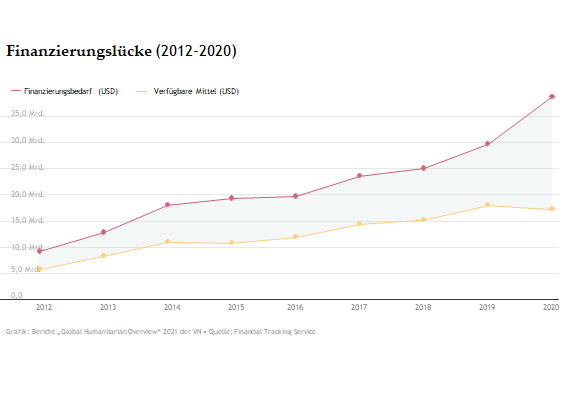 Finanzierungslücke (2012-2020)
Finanzierungsbedarf (USD) Verfügbare Mittel (USD)
35,0 Mrd.
30,0 Mrd.
25,0 Mrd.
20,0 Mrd.
15,0 Mrd.
10,0 Mrd.
5,0 Mrd.
0,0
2012 2013 2014 2015 2016 2017 2018 2019 2020
Grafik: Bericht „Global Humanitarian Overview“ 2021 der VN • Quelle: Financial Tracking Service